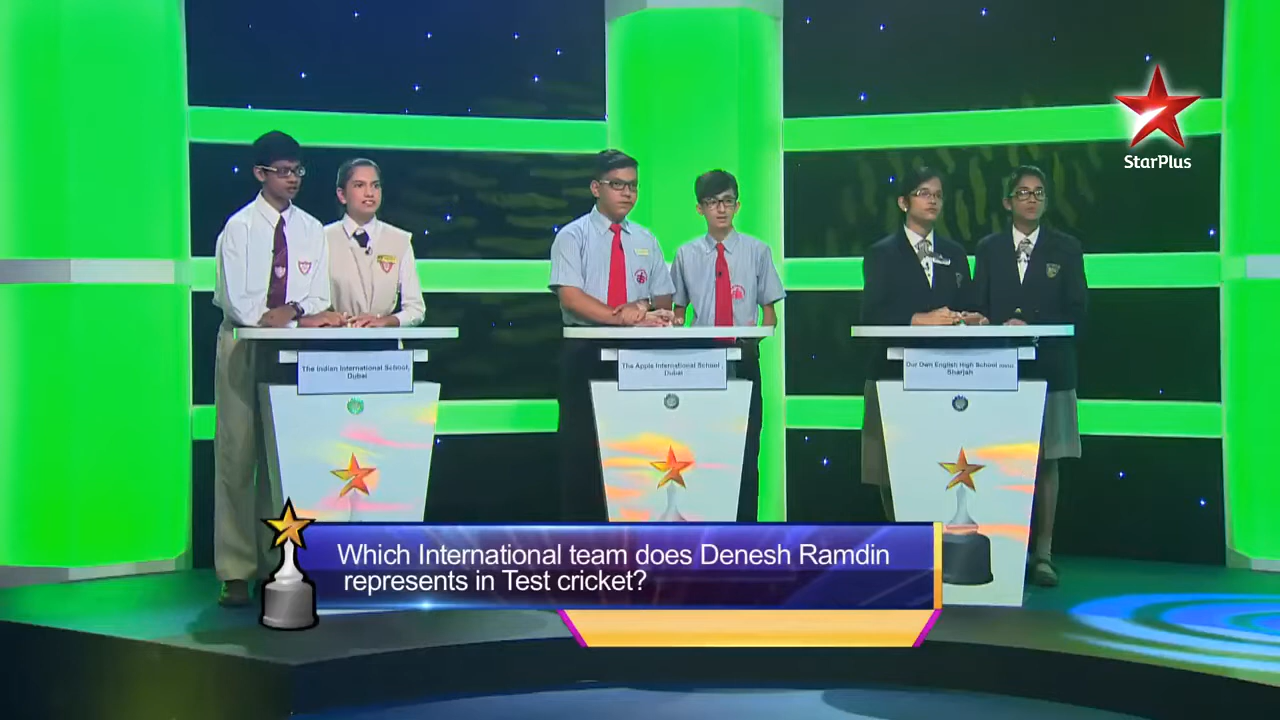 StarPlus
The Indian International School,
Dubai
The Apple International School,
Dubai
Our Own English High School
Sharjah
Which International team does Denesh Ramdin
represents in Test cricket?